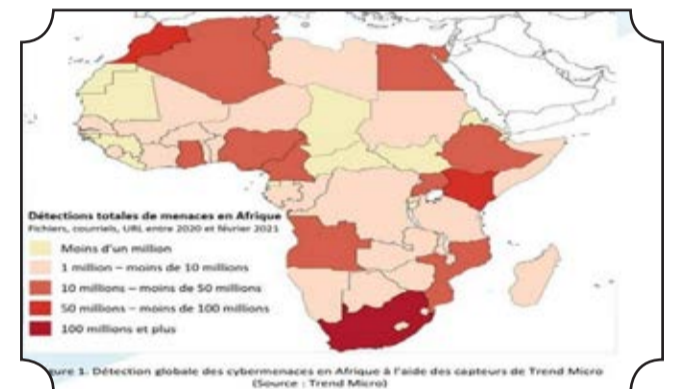 Détections totales de menaces en Afrique
Fichiers, courriels, URL entre 2020 et février 2021
Moins d'un million
1 million – moins de 10 millions
10 millions – moins de 50 millions
50 millions – moins de 100 millions
100 millions et plus
ure 1. Détection globale des cybermenaces en Afrique à l'aide des capteurs de Trend Micro
(Source : Trend Micro)